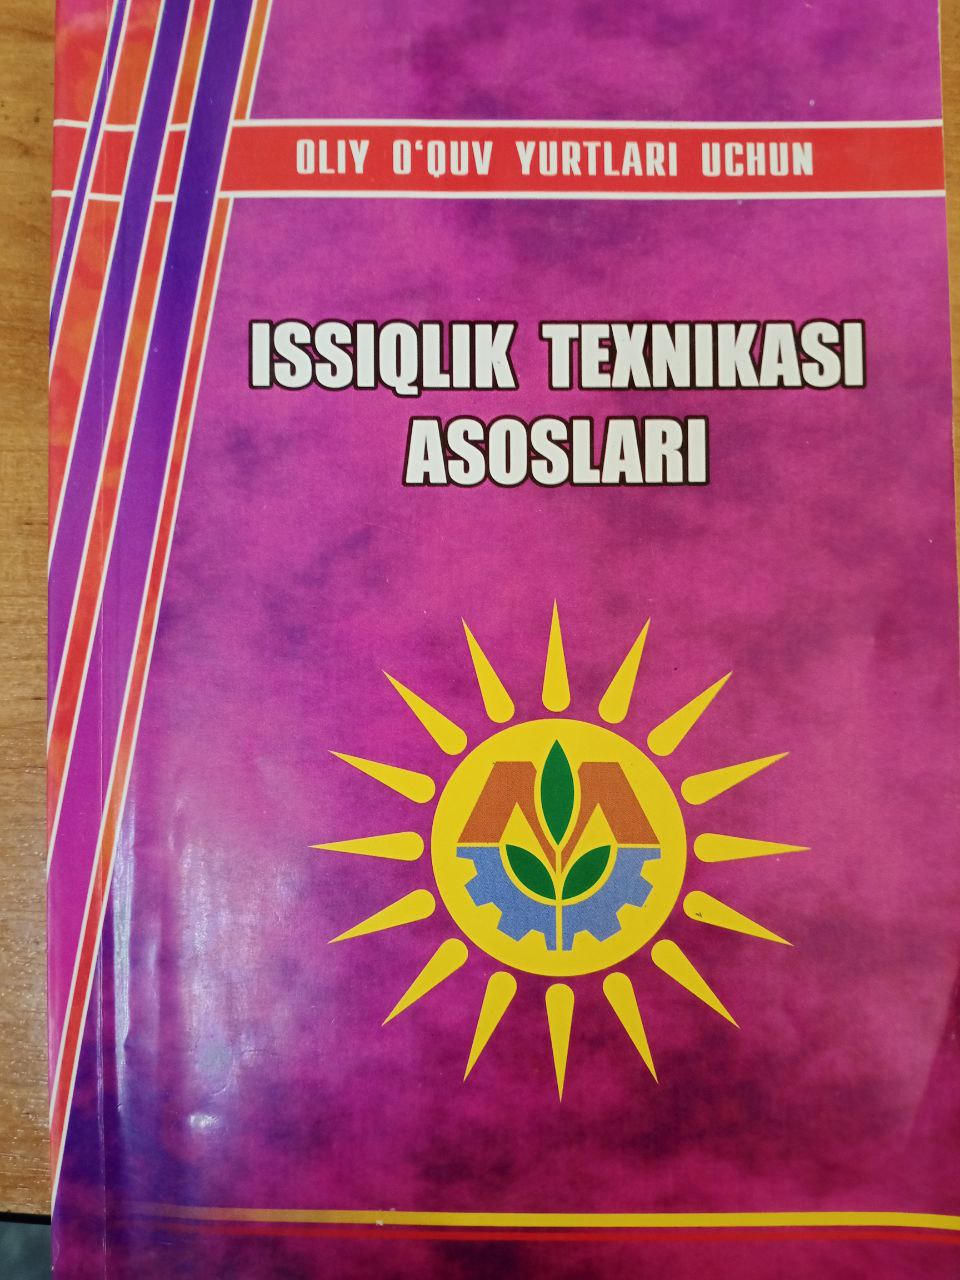 OLIY O‘QUV YURTLARI UCHUN
ISSIQLIK TEXNIKASI
ASOSLARI